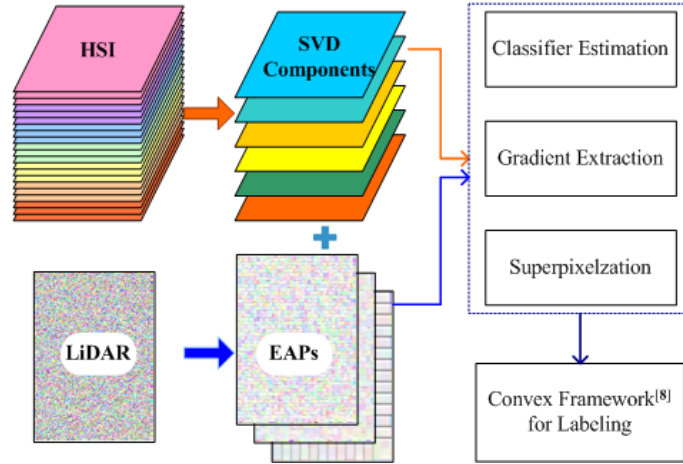 HSI
SVD
Components
LiDAR
EAPs
Classifier Estimation
Gradient Extraction
Superpixelzation
Convex Framework[8]
for Labeling